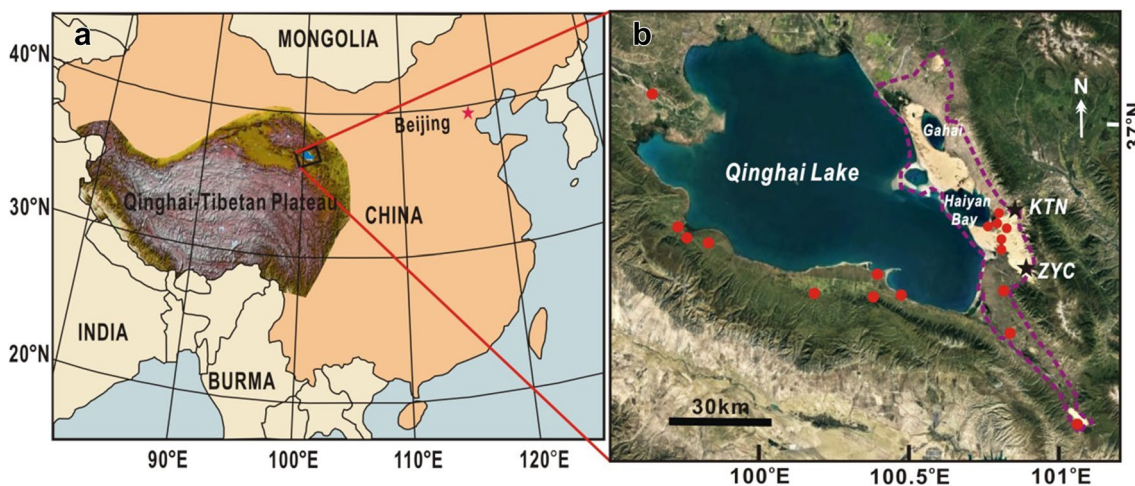 a
MONGOLIA
40°N
Beijing
Qinghai-Tibetan Plateau
CHINA
30°N
INDIA
BURMA
20°N
90°E
100°E
110°E
120°E
b
N
37°N
Gahai
Qinghai Lake
Haiyan
Bay
KTN
ZYC
30km
100°E
100.5°E
101°E